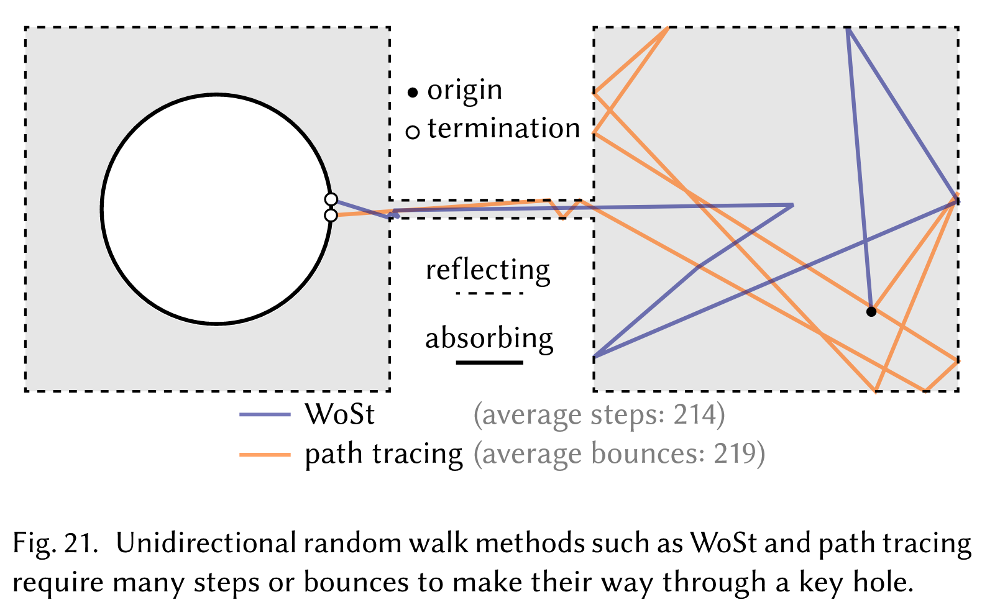 origin
termination
reflecting
absorbing
WoSt (average steps: 214)
path tracing (average bounces: 219)
Fig. 21. Unidirectional random walk methods such as WoSt and path tracing
require many steps or bounces to make their way through a key hole.